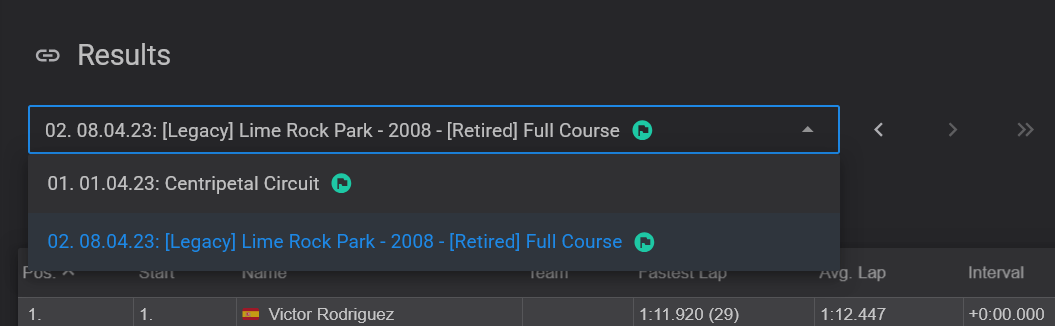 Results
02. 08.04.23: [Legacy] Lime Rock Park - 2008 - [Retired] Full Course
01. 01.04.23: Centripetal Circuit
02. 08.04.23: [Legacy] Lime Rock Park - 2008 - [Retired] Full Course
Pos. Start Name Team Fastest Lap Avg. Lap Interval
1. 1. Victor Rodriguez 1:11.920 (29) 1:12.447 +0:00.000